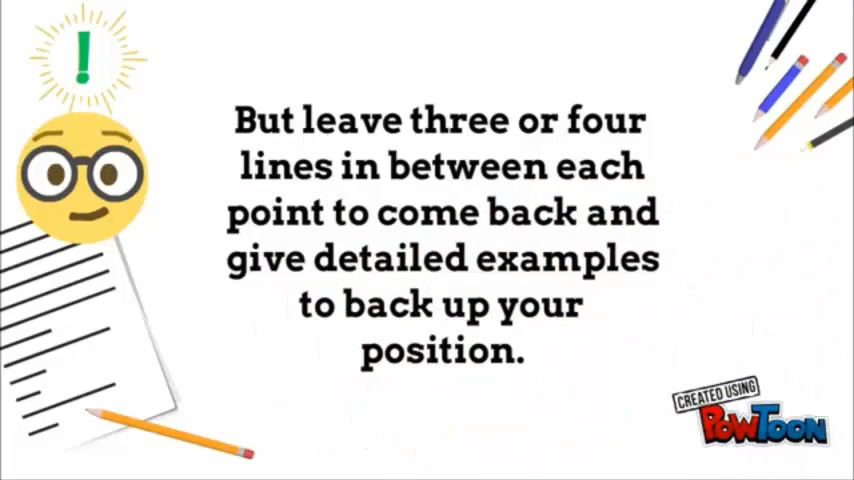 !
But leave three or four
lines in between each
point to come back and
give detailed examples
to back up your
position.
CREATED USING
POWTOON